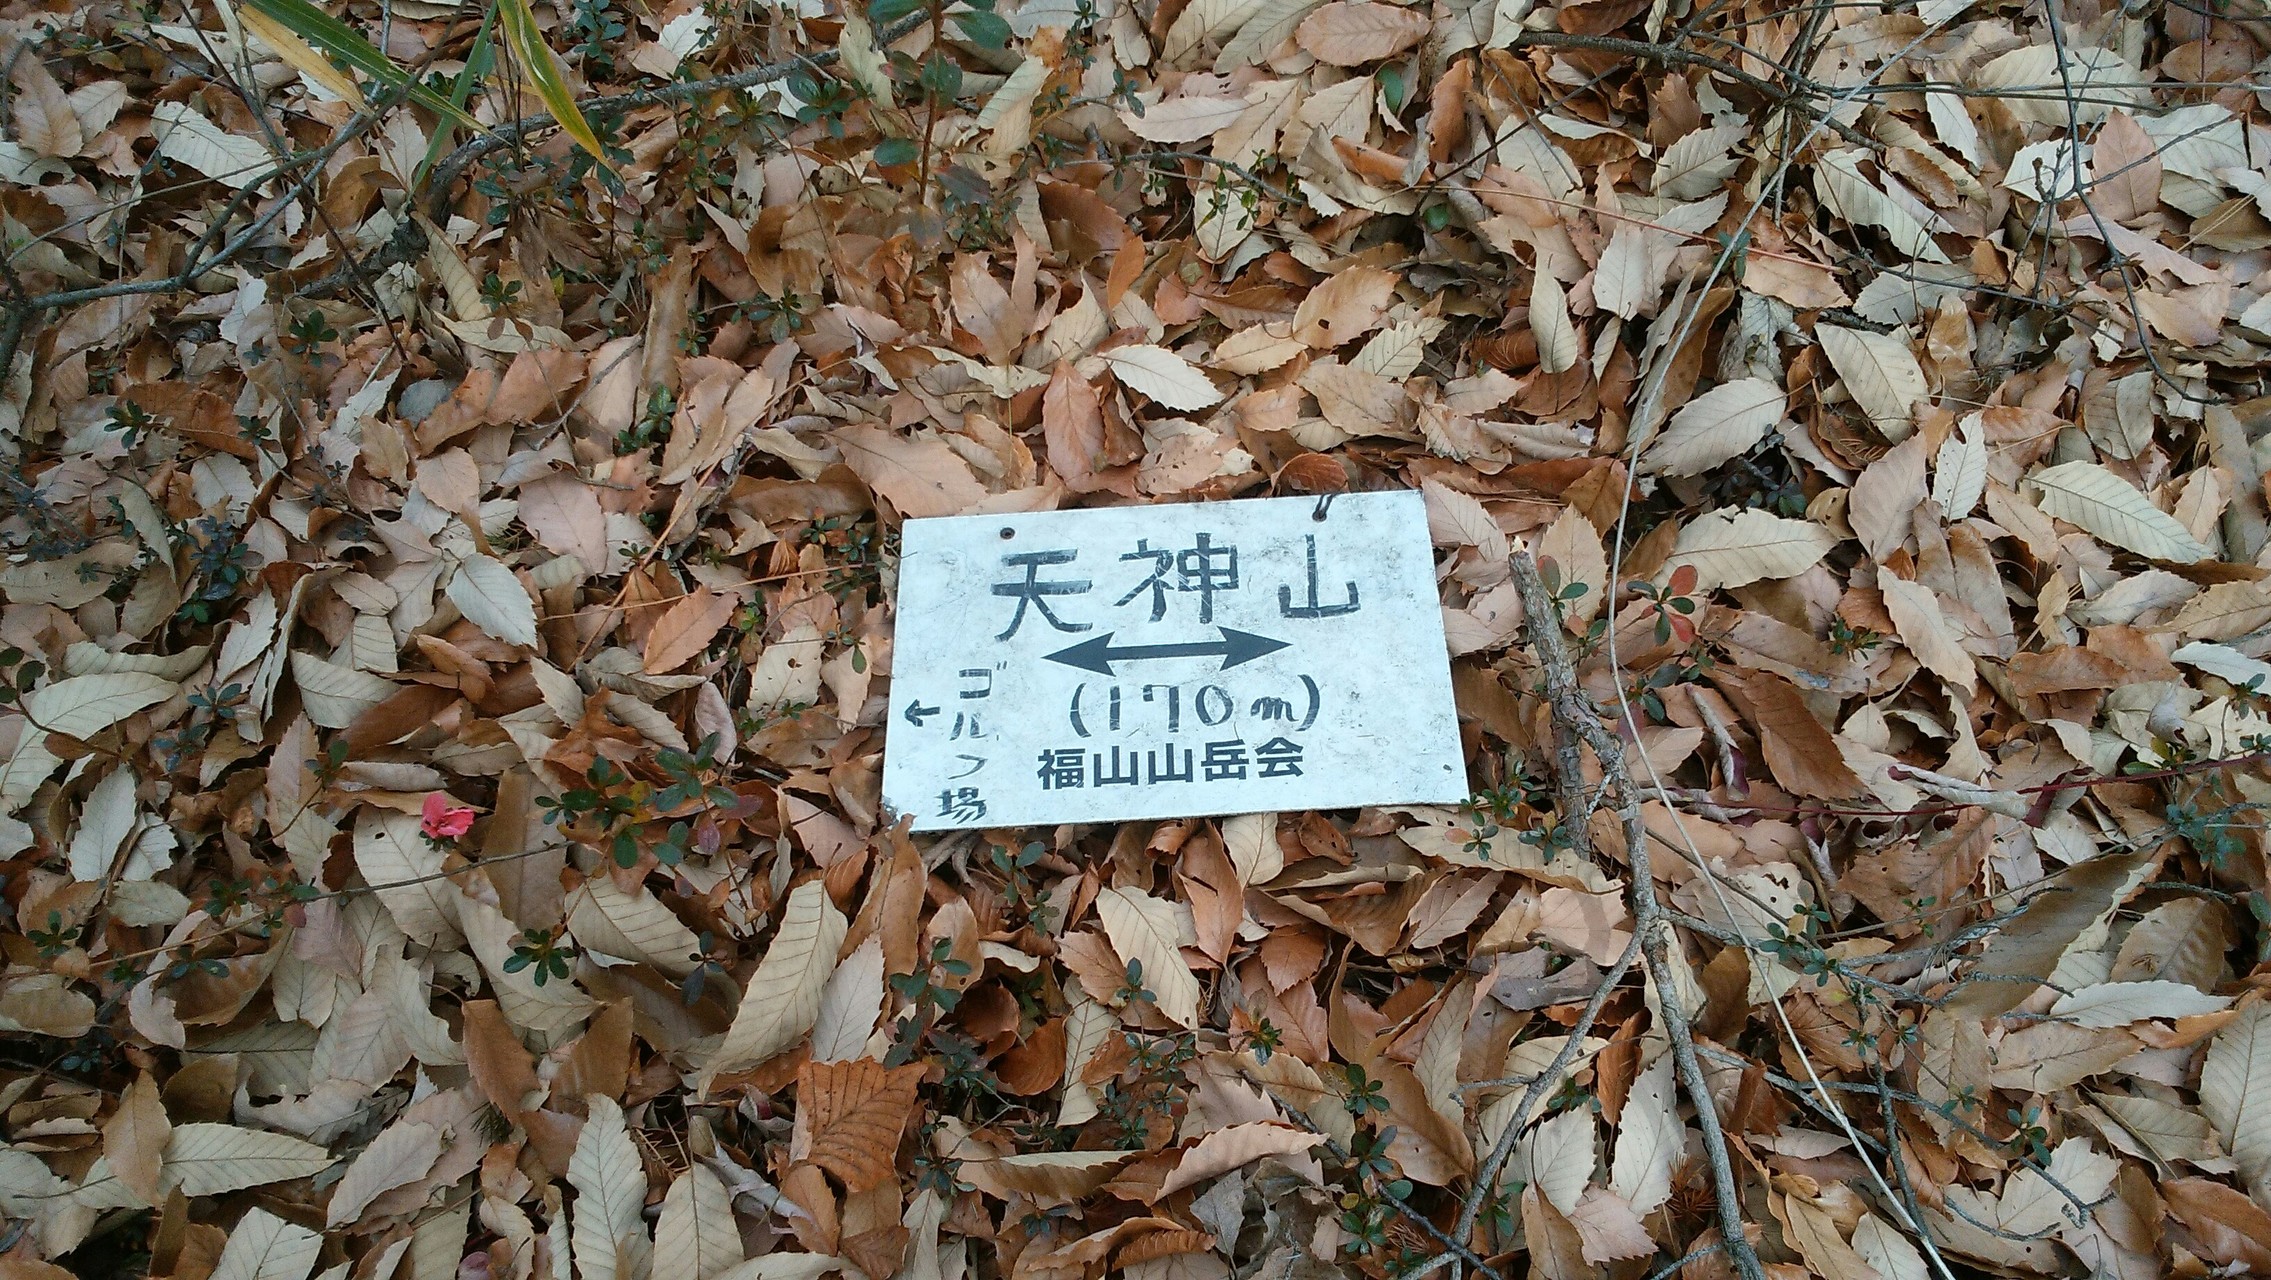 天神山
↔
(170m)
福山山岳会
←ゴルフ場